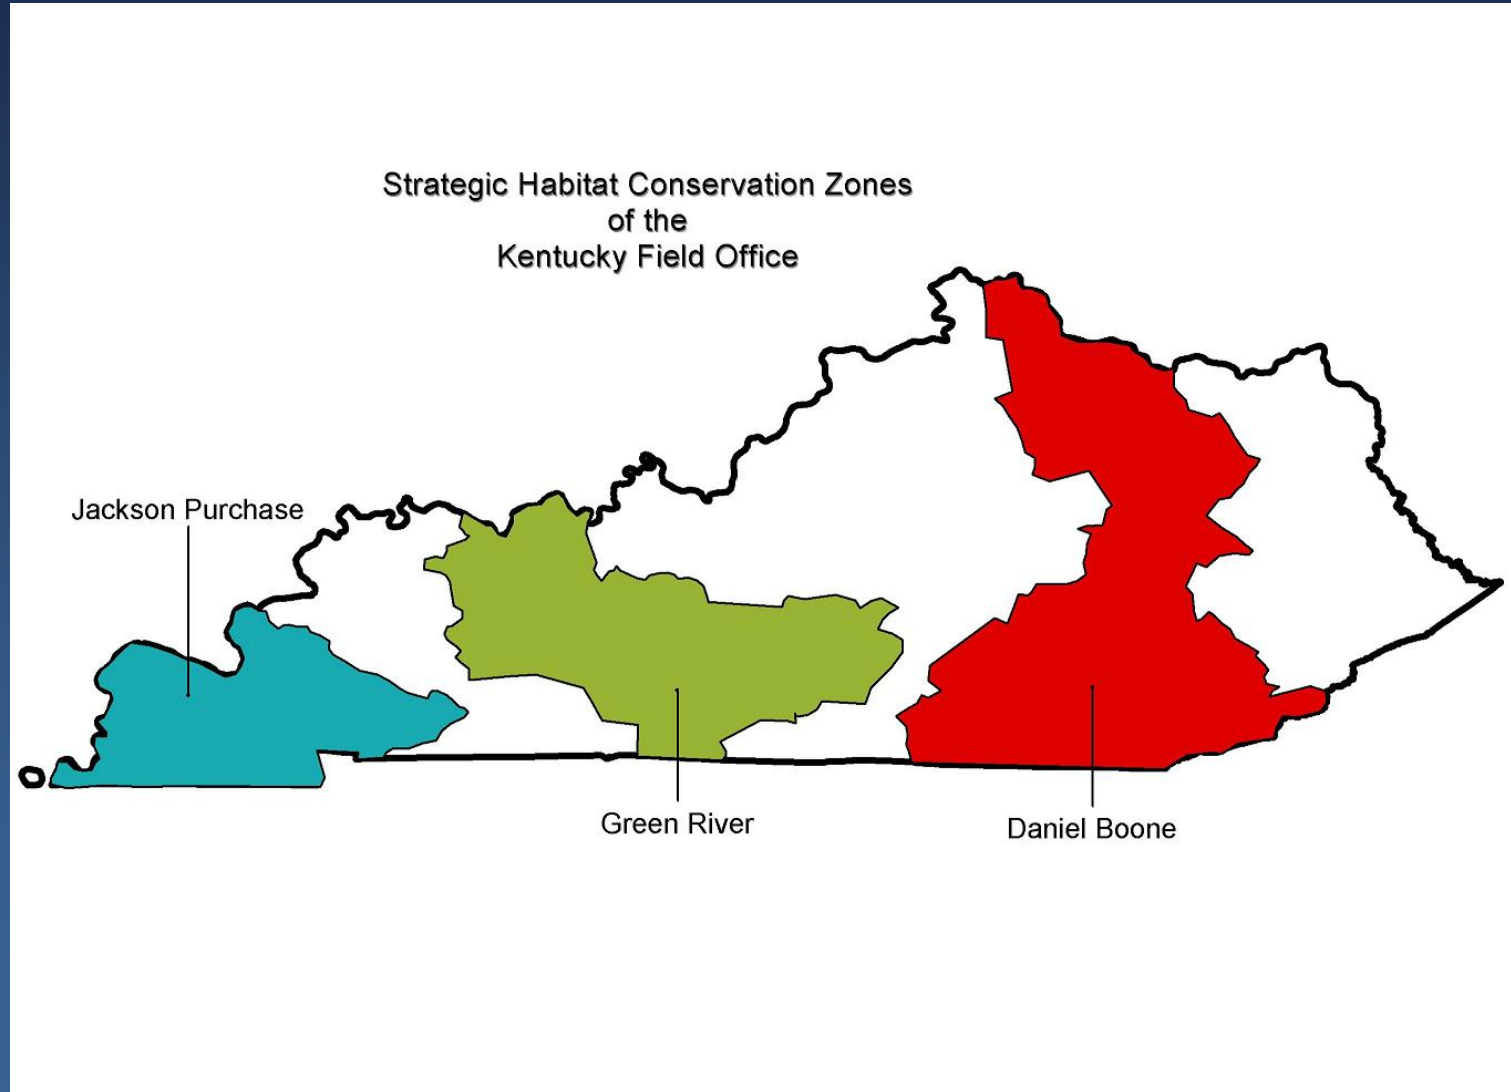 Strategic Habitat Conservation Zones
of the
Kentucky Field Office
Jackson Purchase
Green River
Daniel Boone